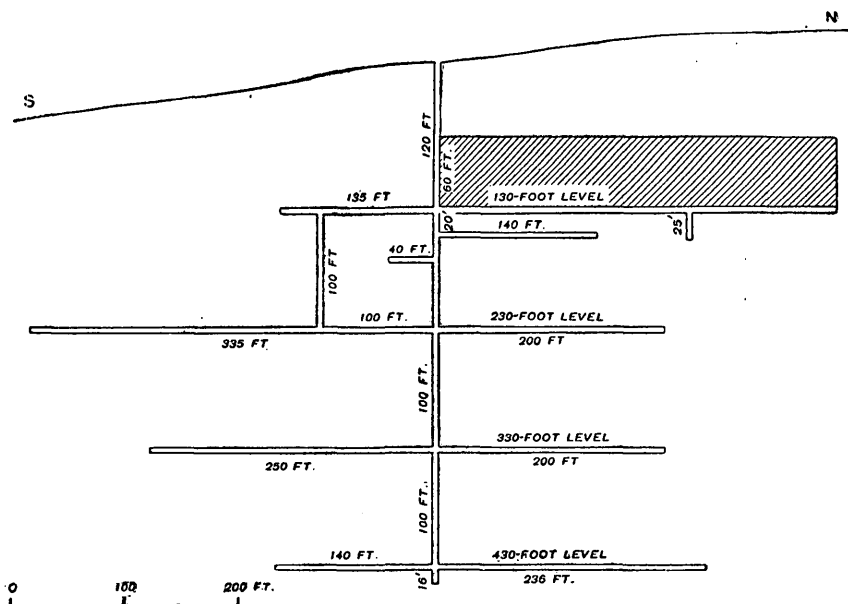 N
S
120 FT
60 FT.
135 FT
130-FOOT LEVEL
20'
140 FT.
25'
40 FT.
100 FT
100 FT.
230-FOOT LEVEL
335 FT
200 FT
100 FT.
330-FOOT LEVEL
250 FT.
200 FT
100 FT.
140 FT.
430-FOOT LEVEL
16'
236 FT.
0 100 200 FT.